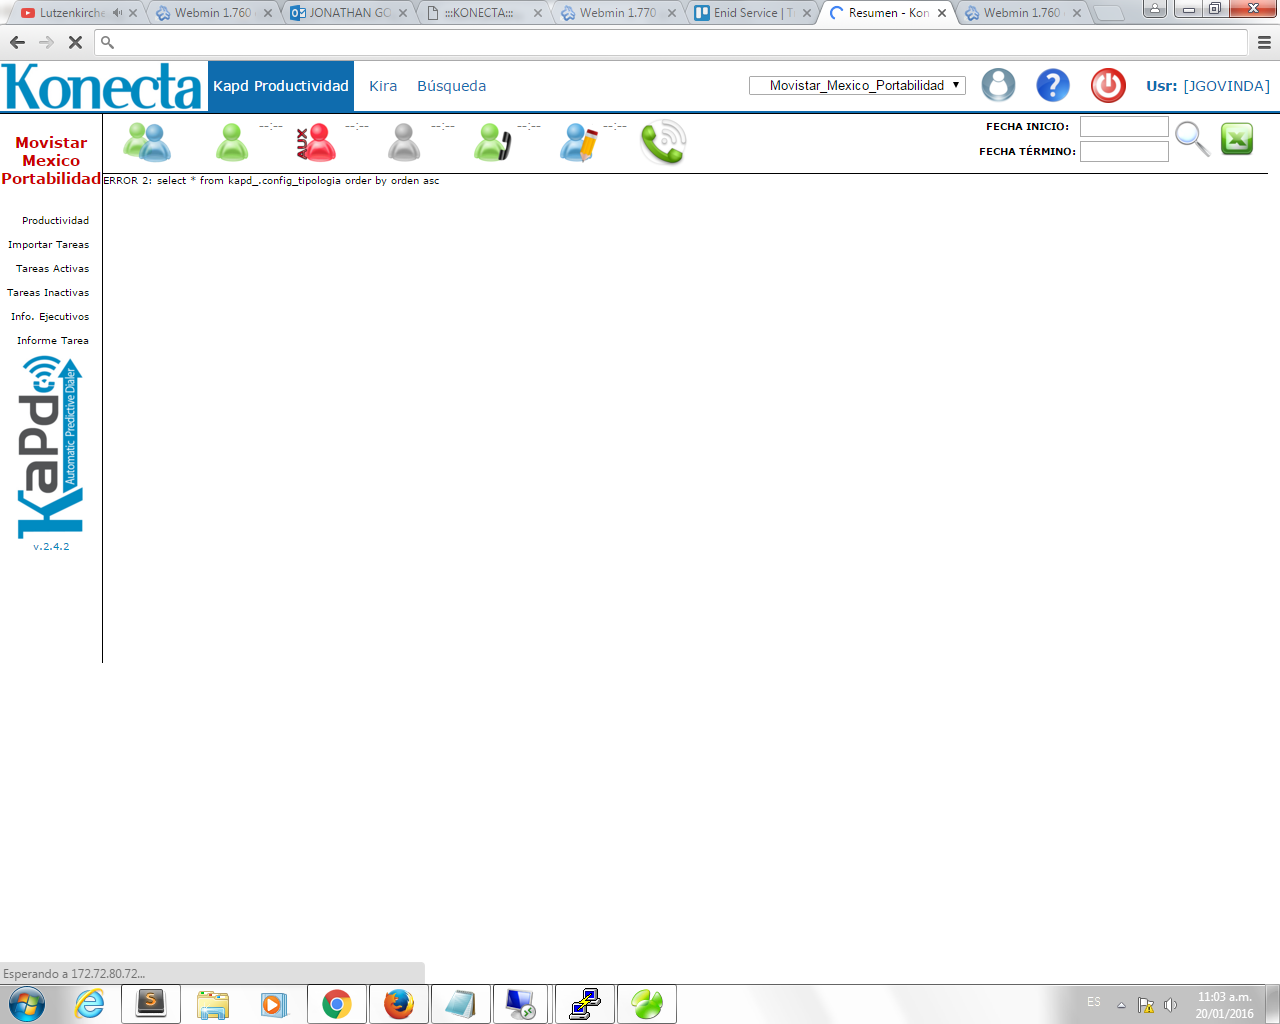 Lutzenkirche
Webmin 1.760
JONATHAN GO
:::KONECTA:::
Webmin 1.770
Enid Service | T
Resumen - Kon
Webmin 1.760
Konecta
Kapd Productividad
Kira
Búsqueda
Movistar_Mexico_Portabilidad
Usr: [JGOVINDA]
Movistar
Mexico
Portabilidad
--:--
AUX
--:--
--:--
--:--
--:--
FECHA INICIO:
FECHA TÉRMINO:
ERROR 2: select * from kapd_.config_tipologia order by orden asc
Productividad
Importar Tareas
Tareas Activas
Tareas Inactivas
Info. Ejecutivos
Informe Tarea
KaPd
Automatic Predictive Dialer
v.2.4.2
Esperando a 172.72.80.72...
ES
11:03 a.m.
20/01/2016